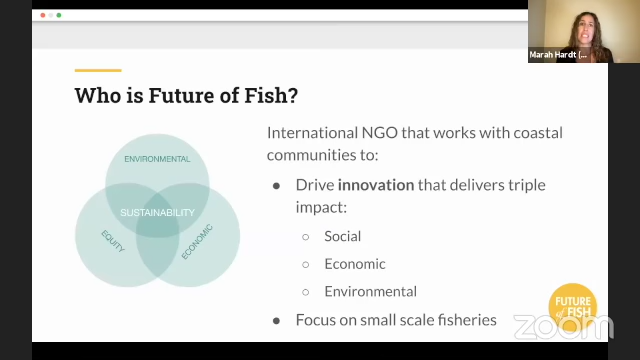 Marah Hardt (...
Who is Future of Fish?
ENVIRONMENTAL
SUSTAINABILITY
EQUITY
ECONOMIC
International NGO that works with coastal
communities to:
● Drive innovation that delivers triple
impact:
○ Social
○ Economic
○ Environmental
● Focus on small scale fisheries
FUTURE
of FISH
zoom